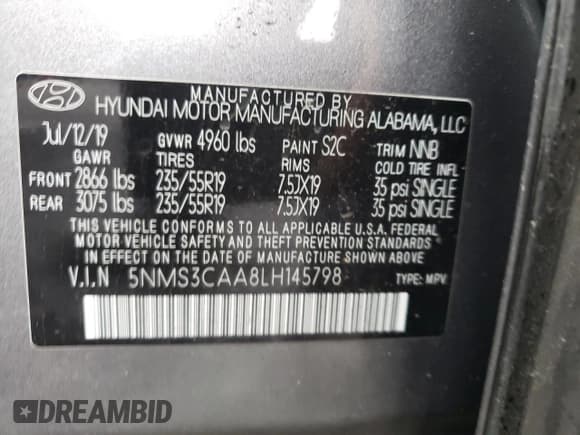 MANUFACTURED BY
HYUNDAI MOTOR MANUFACTURING ALABAMA, LLC
Jul/12/19 GVWR 4960 lbs PAINT S2C TRIM NNB
GAWR TIRES RIMS COLD TIRE INFL
FRONT 2866 lbs 235/55R19 7.5JX19 35 psi SINGLE
REAR 3075 lbs 235/55R19 7.5JX19 35 psi SINGLE
THIS VEHICLE CONFORMS TO ALL APPLICABLE U.S.A. FEDERAL
MOTOR VEHICLE SAFETY AND THEFT PREVENTION STANDARDS
IN EFFECT ON THE DATE OF MANUFACTURE SHOWN ABOVE.
V.I.N 5NMS3CAA8LH145798 TYPE: MPV
DREAMBID